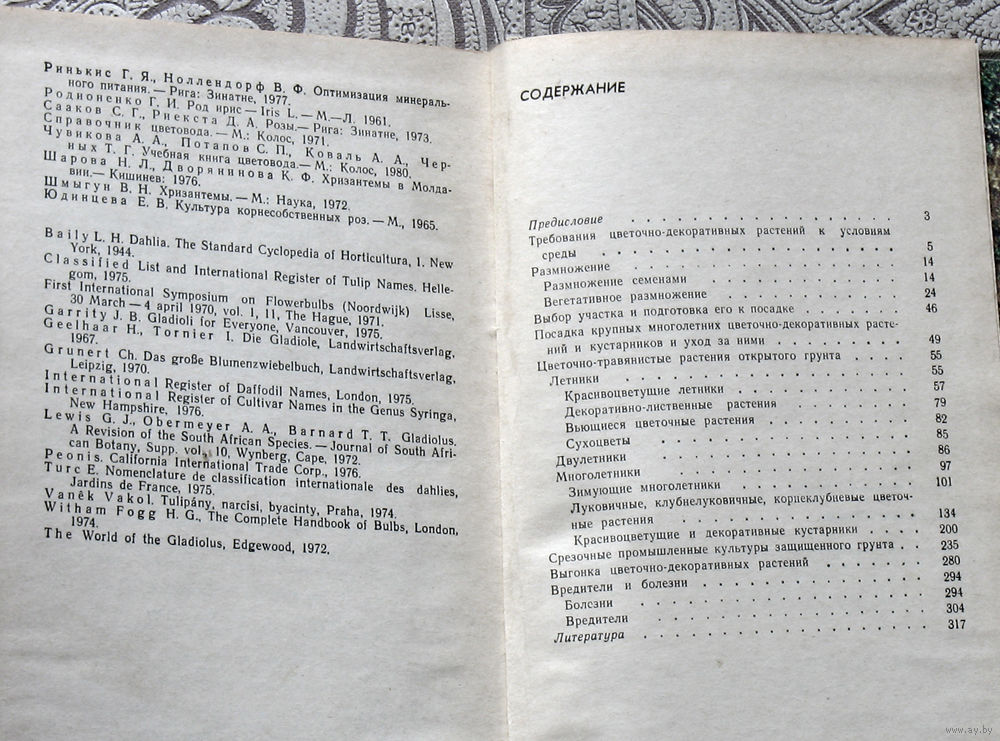 Ринькис Г. Я., Ноллендорф В. Ф. Оптимизация минераль-
ного питания. — Рига: Зинатне, 1977.
Родионенко Г. И. Род ирис — Iris L. — М.—Л. 1961.
Сааков С. Г., Риекста Д. А. Розы. — Рига: Зинатне, 1973.
Справочник цветовода. — М.: Колос, 1971.
Чувикова А. А., Потапов С. П., Коваль А. А., Чер-
ных Т. Г. Учебная книга цветовода. — М.: Колос, 1980.
Шарова Н. Л., Дворянинова К. Ф. Хризантемы в Молда-
вии. — Кишинев: 1976.
Шмыгун В. Н. Хризантемы. — М.: Наука, 1972.
Юдинцева Е. В. Культура корнесобственных роз. — М., 1965.
Baily L. H. Dahlia. The Standard Cyclopedia of Horticultura, 1. New
York, 1944.
Classified List and International Register of Tulip Names. Helle-
gom, 1975.
First International Symposium on Flowerbulbs (Noordwijk) Lisse,
30 March — 4 april 1970, vol. 1, 11, The Hague, 1971.
Garrity J. B. Gladioli for Everyone, Vancouver, 1975.
Geelhaar H., Tornier I. Die Gladiole, Landwirtschaftsverlag,
1967.
Grunert Ch. Das große Blumenzwiebelbuch, Landwirtschaftsverlag,
Leipzig, 1970.
International Register of Daffodil Names, London, 1975.
International Register of Cultivar Names in the Genus Syringa,
New Hampshire, 1976.
Lewis G. J., Obermeyer A. A., Barnard T. T. Gladiolus.
A Revision of the South African Species. — Journal of South Afri-
can Botany, Supp. vol. 10, Wynberg, Cape, 1972.
Peonis. California International Trade Corp., 1976.
Turc E. Nomenclature de classification internationale des dahlies,
Jardins de France, 1975.
Vaněk Vakol. Tulipány, narcisi, byacinty, Praha, 1974.
Witham Fogg H. G., The Complete Handbook of Bulbs, London,
1974.
The World of the Gladiolus, Edgewood, 1972.
СОДЕРЖАНИЕ
Предисловие . . . 3
Требования цветочно-декоративных растений к условиям
среды . . . 5
Размножение . . . 14
Размножение семенами . . . 14
Вегетативное размножение . . . 24
Выбор участка и подготовка его к посадке . . . 46
Посадка крупных многолетних цветочно-декоративных расте-
ний и кустарников и уход за ними . . . 49
Цветочно-травянистые растения открытого грунта . . . 55
Летники . . . 55
Красивоцветущие летники . . . 57
Декоративно-лиственные растения . . . 79
Вьющиеся цветочные растения . . . 82
Сухоцветы . . . 85
Двулетники . . . 86
Многолетники . . . 97
Зимующие многолетники . . . 101
Луковичные, клубнелуковичные, корнеклубневые цветоч-
ные растения . . . 134
Красивоцветущие и декоративные кустарники . . . 200
Срезочные промышленные культуры защищенного грунта . . 235
Выгонка цветочно-декоративных растений . . . 280
Вредители и болезни . . . 294
Болезни . . . 294
Вредители . . . 304
Литература . . . 317
www.ay.by